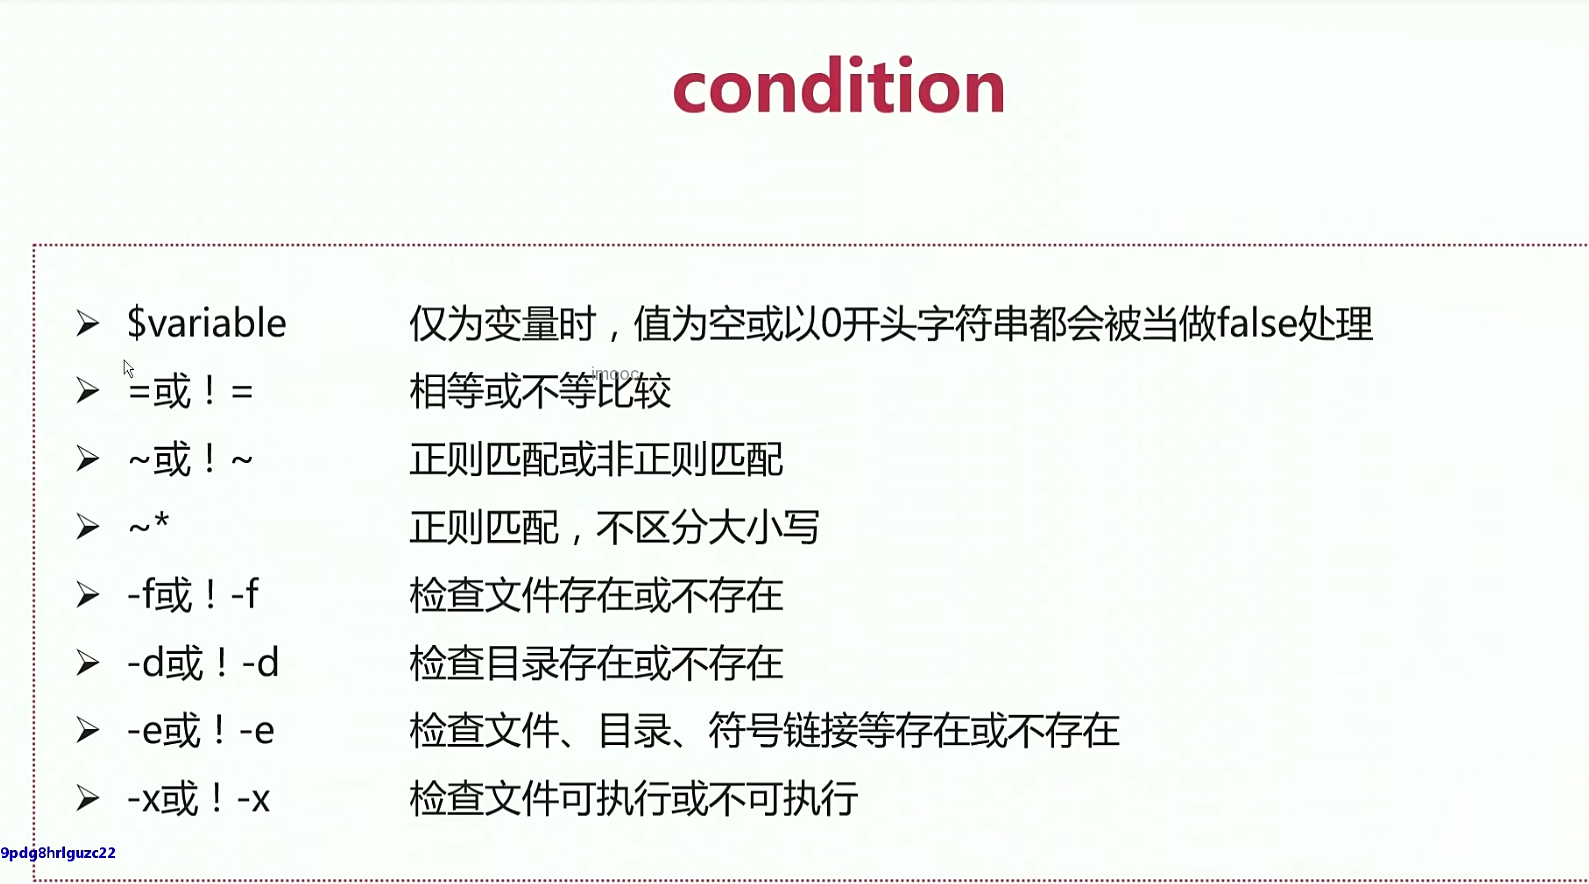 condition
$variable 仅为变量时，值为空或以0开头字符串都会被当做false处理
=或！= 相等或不等比较
imooc
~或！~ 正则匹配或非正则匹配
~* 正则匹配，不区分大小写
-f或！-f 检查文件存在或不存在
-d或！-d 检查目录存在或不存在
-e或！-e 检查文件、目录、符号链接等存在或不存在
-x或！-x 检查文件可执行或不可执行
9pdg8hrlguzc22